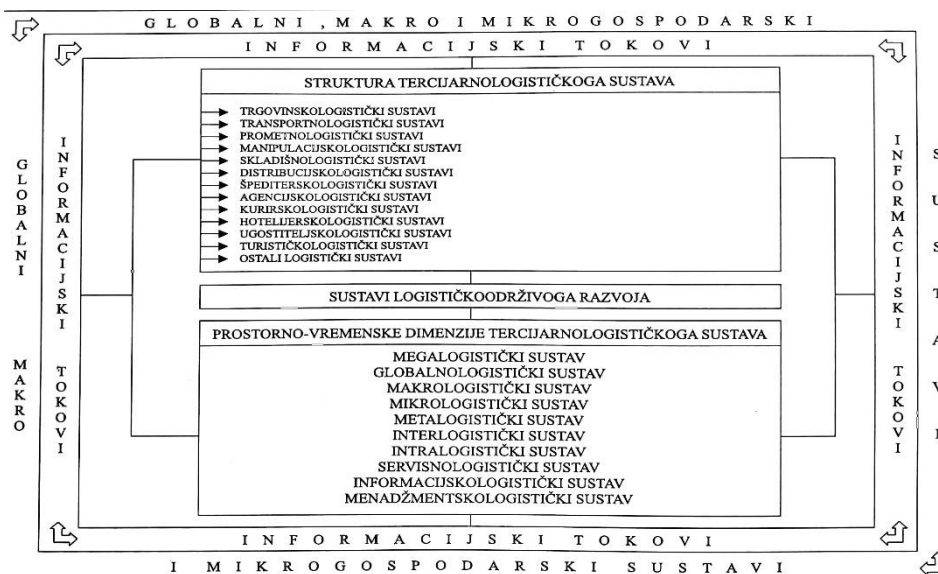 GLOBALNI, MAKRO I MIKROGOSPODARSKI
INFORMACIJSKI TOKOVI
STRUKTURA TERCIJARNOLOGISTIČKOGA SUSTAVA
TRGOVINSKOLOGISTIČKI SUSTAVI
TRANSPORTNOLOGISTIČKI SUSTAVI
PROMETNOLOGISTIČKI SUSTAVI
MANIPULACIJSKOLOGISTIČKI SUSTAVI
SKLADIŠNOLOGISTIČKI SUSTAVI
DISTRIBUCIJSKOLOGISTIČKI SUSTAVI
ŠPEDITERSKOLOGISTIČKI SUSTAVI
AGENCIJSKOLOGISTIČKI SUSTAVI
KURIRSKOLOGISTIČKI SUSTAVI
HOTELIJERSKOLOGISTIČKI SUSTAVI
UGOSTITELJSKOLOGISTIČKI SUSTAVI
TURISTIČKOLOGISTIČKI SUSTAVI
OSTALI LOGISTIČKI SUSTAVI
GLOBALNI MAKRO
INFORMACIJSKI TOKOVI
INFORMACIJSKI TOKOVI
SUSTAVI
SUSTAVI LOGISTIČKOODRŽIVOGA RAZVOJA
PROSTORNO-VREMENSKE DIMENZIJE TERCIJARNOLOGISTIČKOGA SUSTAVA
MEGALOGISTIČKI SUSTAV
GLOBALNOLOGISTIČKI SUSTAV
MAKROLOGISTIČKI SUSTAV
MIKROLOGISTIČKI SUSTAV
METALOGISTIČKI SUSTAV
INTERLOGISTIČKI SUSTAV
INTRALOGISTIČKI SUSTAV
SERVISNOLOGISTIČKI SUSTAV
INFORMACIJSKOLOGISTIČKI SUSTAV
MENADŽMENTSKOLOGISTIČKI SUSTAV
INFORMACIJSKI TOKOVI
I MIKROGOSPODARSKI SUSTAVI